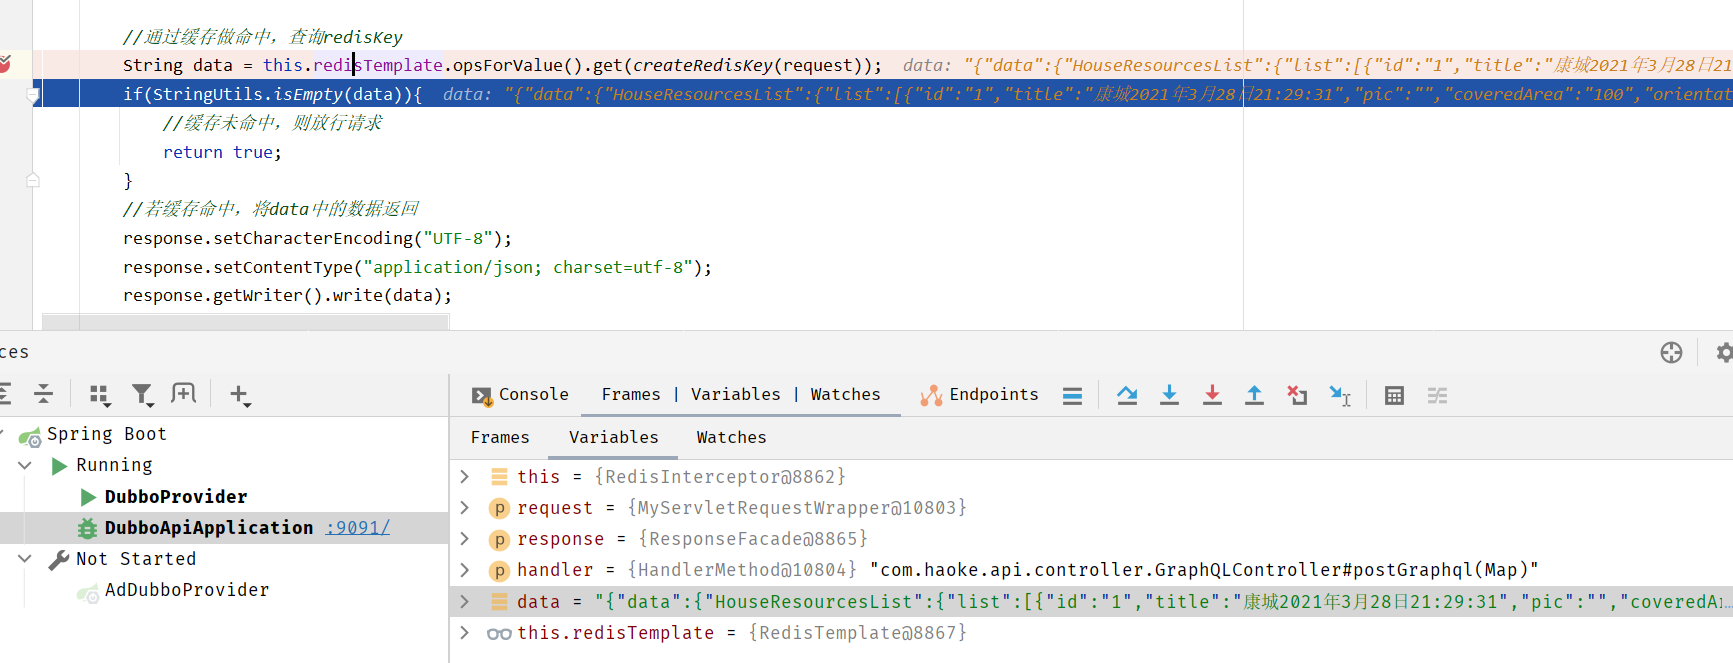 //通过缓存做命中，查询redisKey
String data = this.redisTemplate.opsForValue().get(createRedisKey(request)); data: "{"data":{"HouseResourcesList":{"list":[{"id":"1","title":"康城2021年3月28日21
if(StringUtils.isEmpty(data)){ data: "{"data":{"HouseResourcesList":{"list":[{"id":"1","title":"康城2021年3月28日21:29:31","pic":"","coveredArea":"100","orientat
//缓存未命中，则放行请求
return true;
}
//若缓存命中，将data中的数据返回
response.setCharacterEncoding("UTF-8");
response.setContentType("application/json; charset=utf-8");
response.getWriter().write(data);
ces
Console Frames | Variables | Watches Endpoints
Spring Boot
Frames Variables Watches
Running
this = {RedisInterceptor@8862}
DubboProvider
request = {MyServletRequestWrapper@10803}
DubboApiApplication :9091/
response = {ResponseFacade@8865}
Not Started
handler = {HandlerMethod@10804} "com.haoke.api.controller.GraphQLController#postGraphql(Map)"
AdDubboProvider
data = "{"data":{"HouseResourcesList":{"list":[{"id":"1","title":"康城2021年3月28日21:29:31","pic":"","coveredAr...
this.redisTemplate = {RedisTemplate@8867}